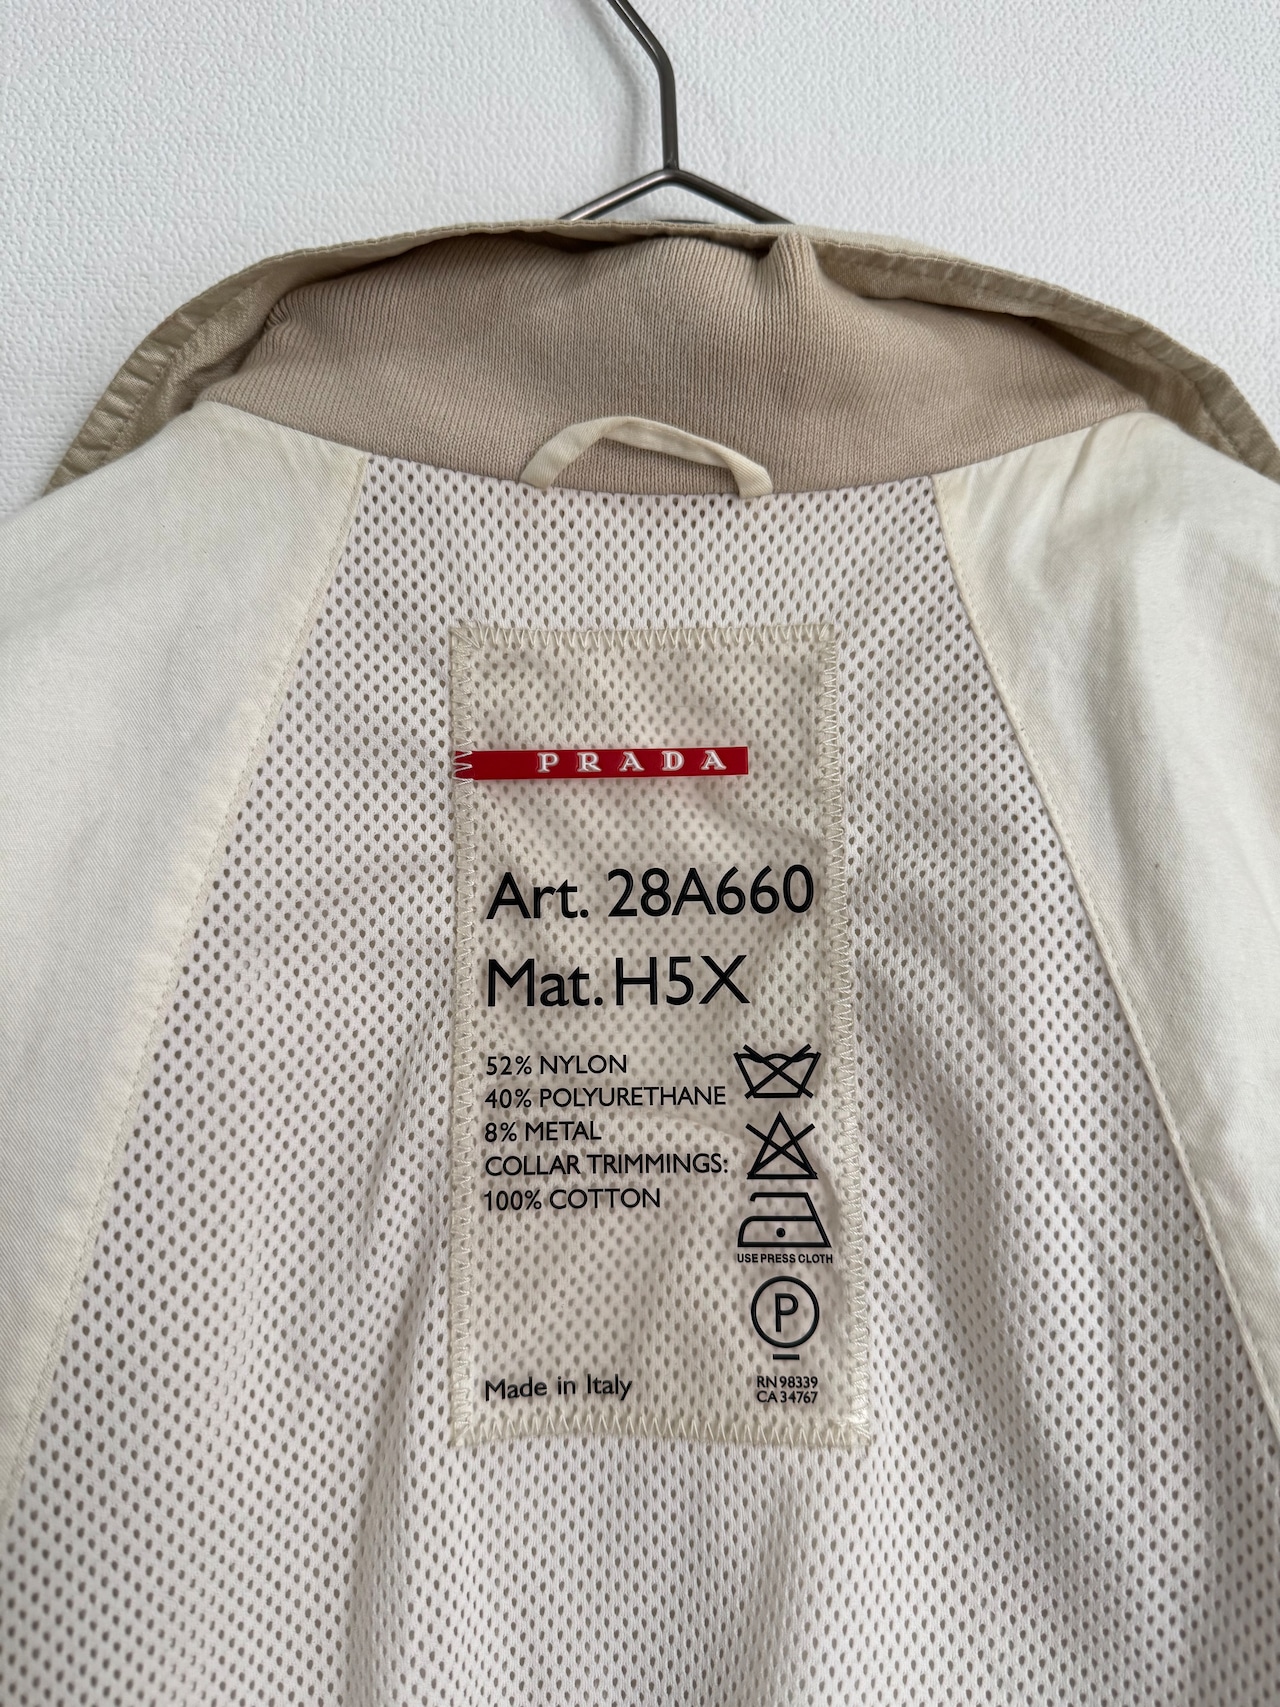 PRADA
Art. 28A660
Mat. H5X
52% NYLON
40% POLYURETHANE
8% METAL
COLLAR TRIMMINGS:
100% COTTON
USE PRESS CLOTH
P
Made in Italy
RN 98339
CA 34767